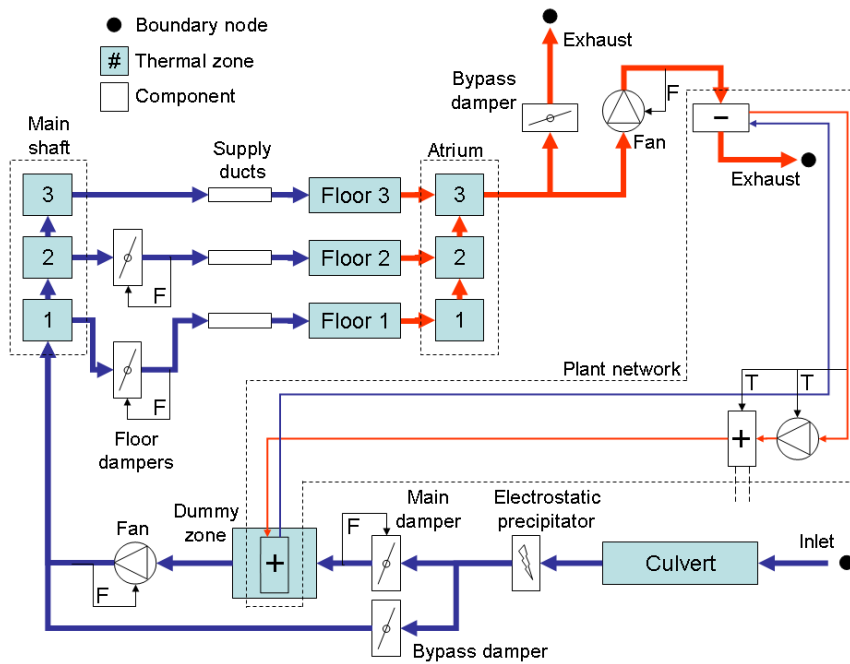 Boundary node
# Thermal zone
Component
Exhaust
Bypass
damper
F
Fan
−
Exhaust
Main
shaft
Supply
ducts
Atrium
3
Floor 3
3
2
F
Floor 2
2
1
F
Floor 1
1
Floor
dampers
Plant network
T
T
+
Fan
F
Dummy
zone
+
F
Main
damper
Electrostatic
precipitator
Culvert
Inlet
Bypass damper